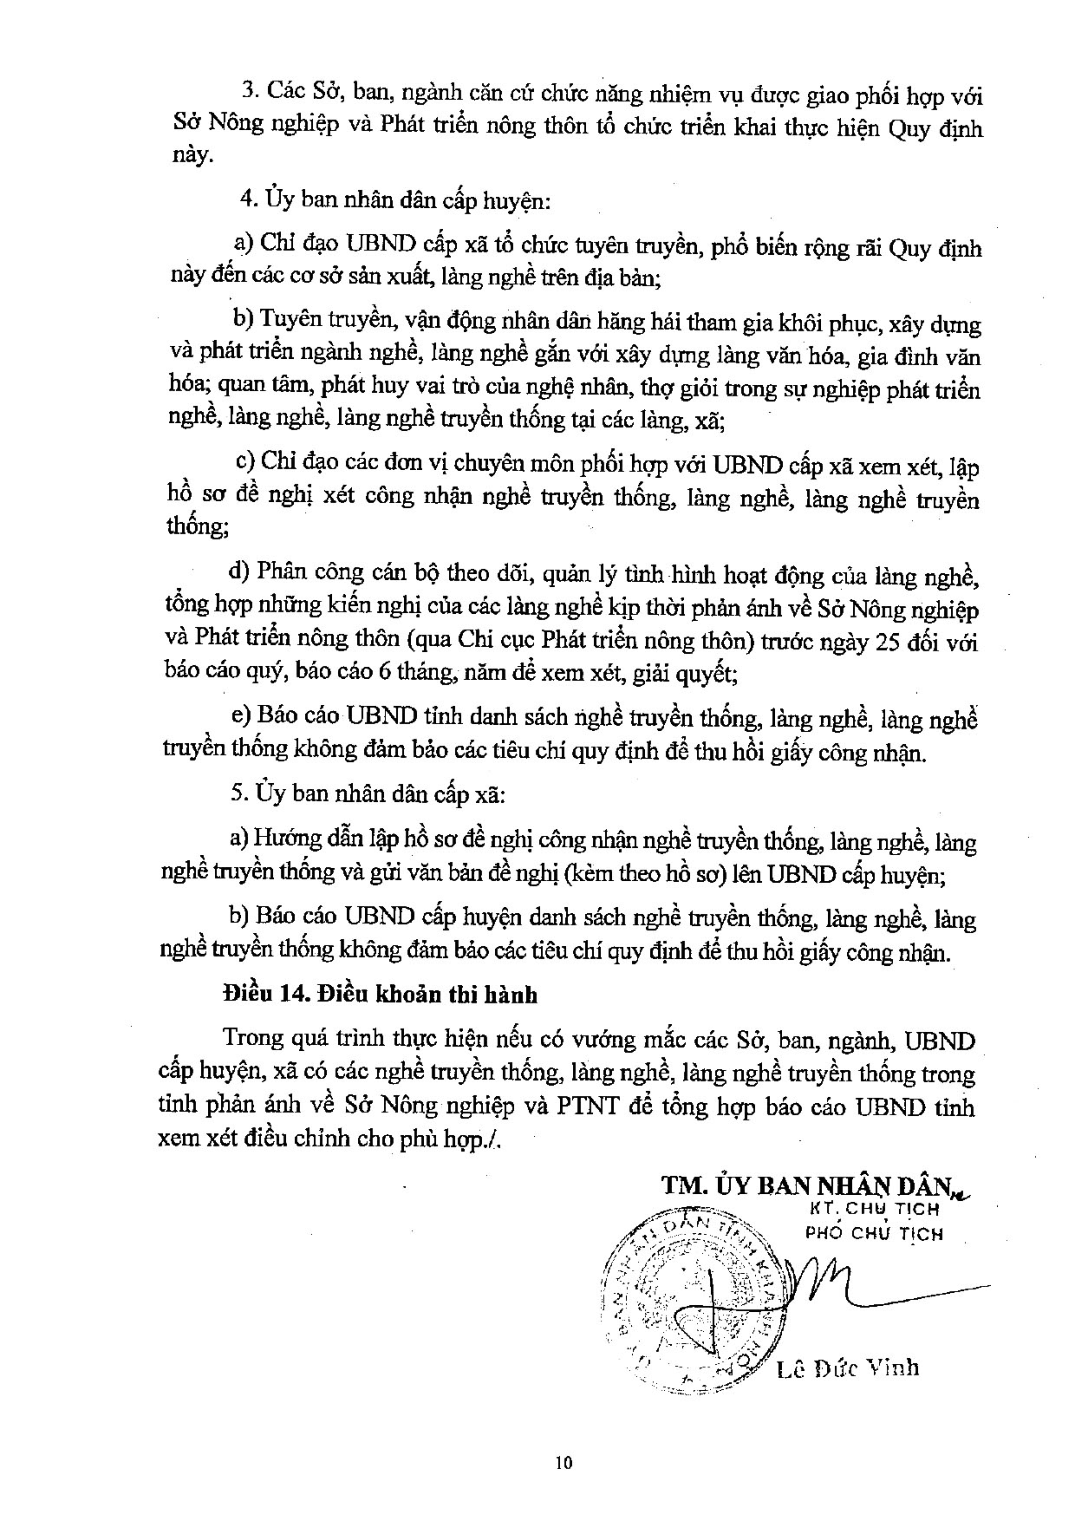 3. Các Sở, ban, ngành căn cứ chức năng nhiệm vụ được giao phối hợp với
Sở Nông nghiệp và Phát triển nông thôn tổ chức triển khai thực hiện Quy định
này.
4. Ủy ban nhân dân cấp huyện:
a) Chỉ đạo UBND cấp xã tổ chức tuyên truyền, phổ biến rộng rãi Quy định
này đến các cơ sở sản xuất, làng nghề trên địa bàn;
b) Tuyên truyền, vận động nhân dân hăng hái tham gia khôi phục, xây dựng
và phát triển ngành nghề, làng nghề gắn với xây dựng làng văn hóa, gia đình văn
hóa; quan tâm, phát huy vai trò của nghệ nhân, thợ giỏi trong sự nghiệp phát triển
nghề, làng nghề, làng nghề truyền thống tại các làng, xã;
c) Chỉ đạo các đơn vị chuyên môn phối hợp với UBND cấp xã xem xét, lập
hồ sơ đề nghị xét công nhận nghề truyền thống, làng nghề, làng nghề truyền
thống;
d) Phân công cán bộ theo dõi, quản lý tình hình hoạt động của làng nghề,
tổng hợp những kiến nghị của các làng nghề kịp thời phản ánh về Sở Nông nghiệp
và Phát triển nông thôn (qua Chi cục Phát triển nông thôn) trước ngày 25 đối với
báo cáo quý, báo cáo 6 tháng, năm để xem xét, giải quyết;
e) Báo cáo UBND tỉnh danh sách nghề truyền thống, làng nghề, làng nghề
truyền thống không đảm bảo các tiêu chí quy định để thu hồi giấy công nhận.
5. Ủy ban nhân dân cấp xã:
a) Hướng dẫn lập hồ sơ đề nghị công nhận nghề truyền thống, làng nghề, làng
nghề truyền thống và gửi văn bản đề nghị (kèm theo hồ sơ) lên UBND cấp huyện;
b) Báo cáo UBND cấp huyện danh sách nghề truyền thống, làng nghề, làng
nghề truyền thống không đảm bảo các tiêu chí quy định để thu hồi giấy công nhận.
Điều 14. Điều khoản thi hành
Trong quá trình thực hiện nếu có vướng mắc các Sở, ban, ngành, UBND
cấp huyện, xã có các nghề truyền thống, làng nghề, làng nghề truyền thống trong
tỉnh phản ánh về Sở Nông nghiệp và PTNT để tổng hợp báo cáo UBND tỉnh
xem xét điều chỉnh cho phù hợp./.
TM. ỦY BAN NHÂN DÂN
KT. CHỦ TỊCH
PHÓ CHỦ TỊCH
ỦY BAN NHÂN DÂN TỈNH KHÁNH HÒA
Lê Đức Vinh
10